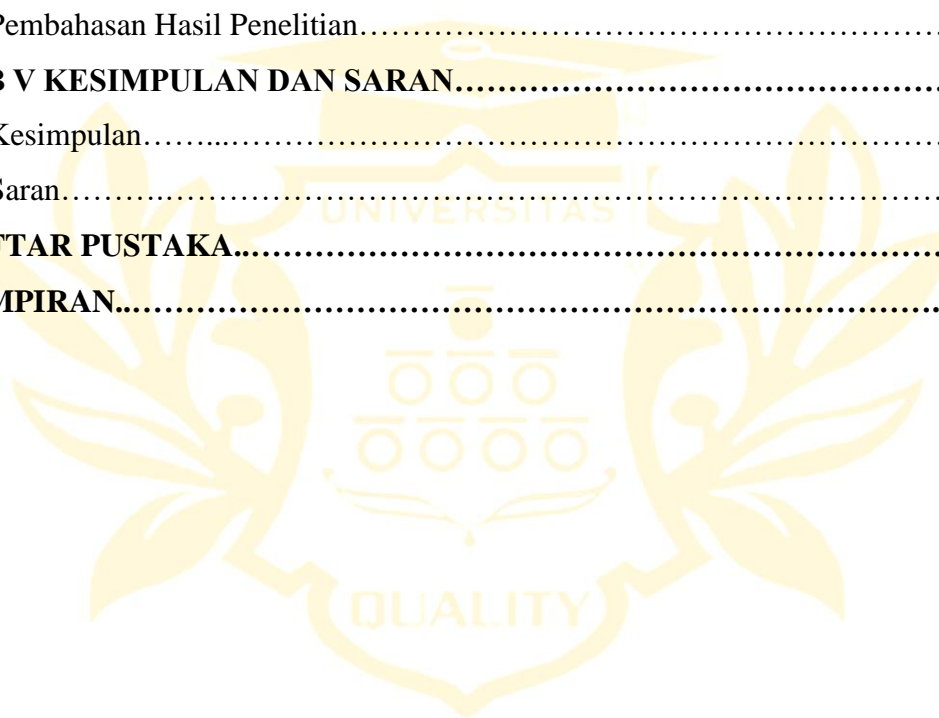 Pembahasan Hasil Penelitian…………………………………………………
B V KESIMPULAN DAN SARAN………………………………………
Kesimpulan……...…………………………………………………………
Saran……….………………………………………………………………
UNIVERSITAS
TAR PUSTAKA..…………………………………………………………
MPIRAN..………………………………………………………………….
QUALITY